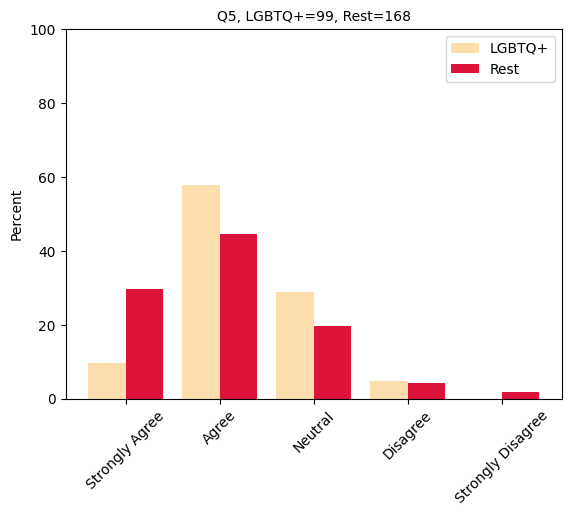 Q5, LGBTQ+=99, Rest=168
100
80
60
40
20
0
Percent
LGBTQ+
Rest
Strongly Agree
Agree
Neutral
Disagree
Strongly Disagree